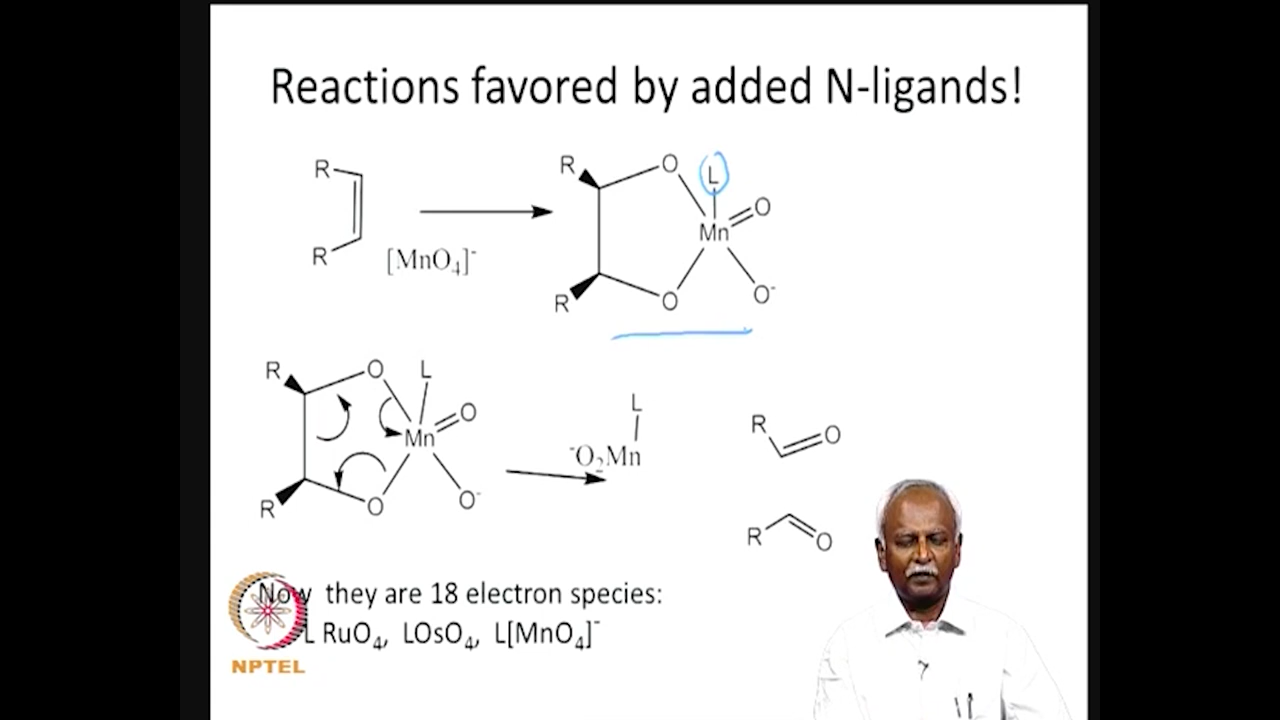 Reactions favored by added N-ligands!
R
R
[MnO₄]⁻
R
R
O
O
L
Mn
O
O⁻
R
R
O
O
L
Mn
O
O⁻
L
⁻O₂Mn
R
O
R
O
Now they are 18 electron species:
L RuO₄, LOsO₄, L[MnO₄]⁻
NPTEL